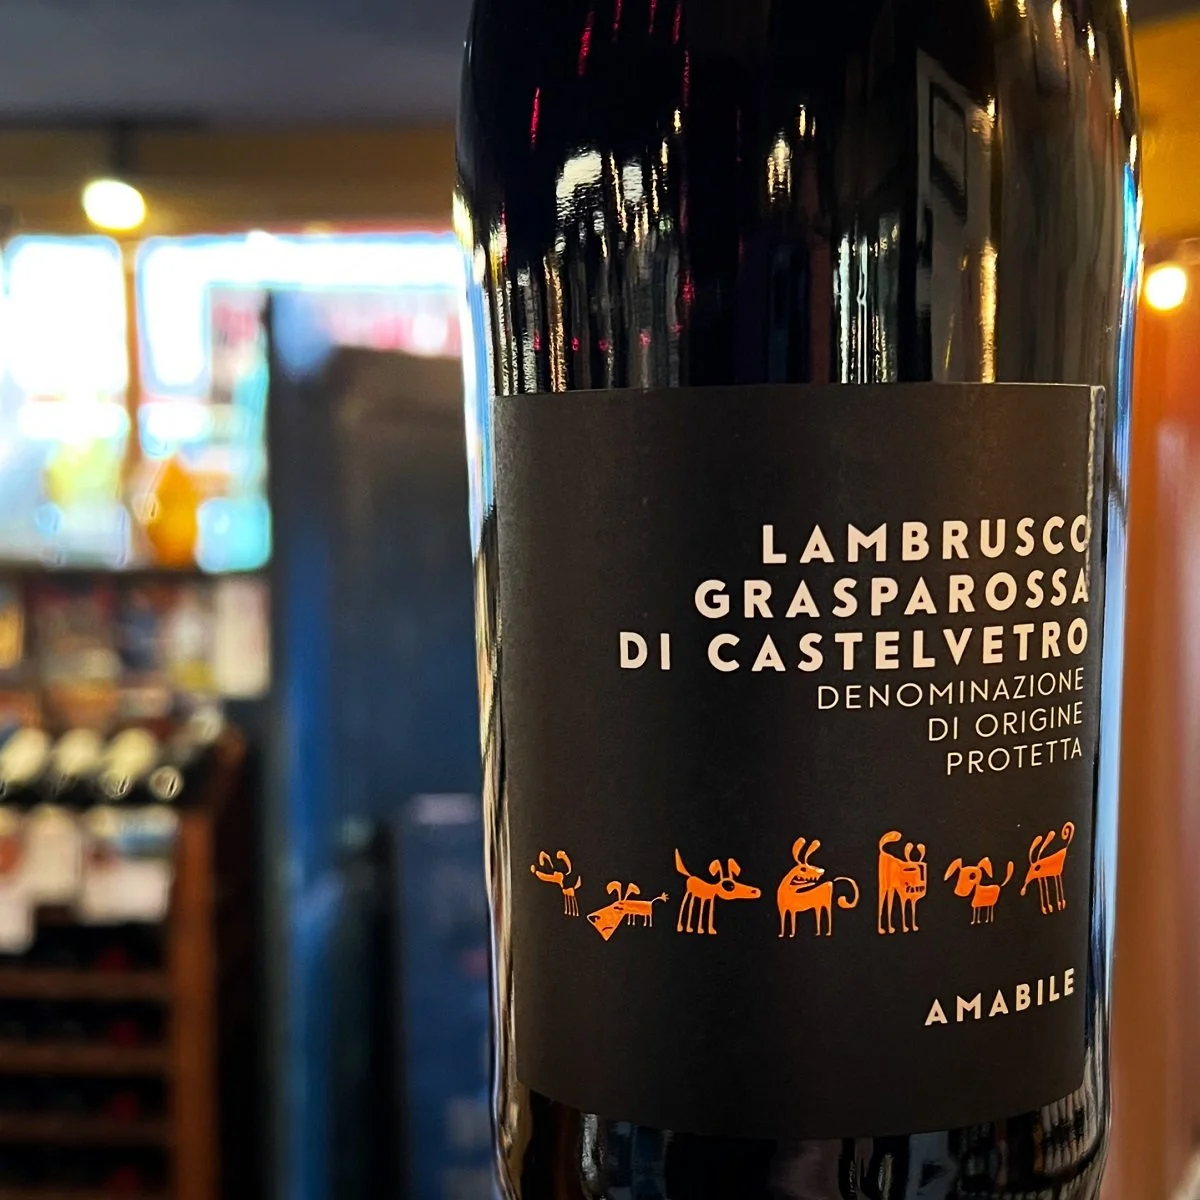 LAMBRUSCO
GRASPAROSSA
DI CASTELVETRO
DENOMINAZIONE
DI ORIGINE
PROTETTA
AMABILE